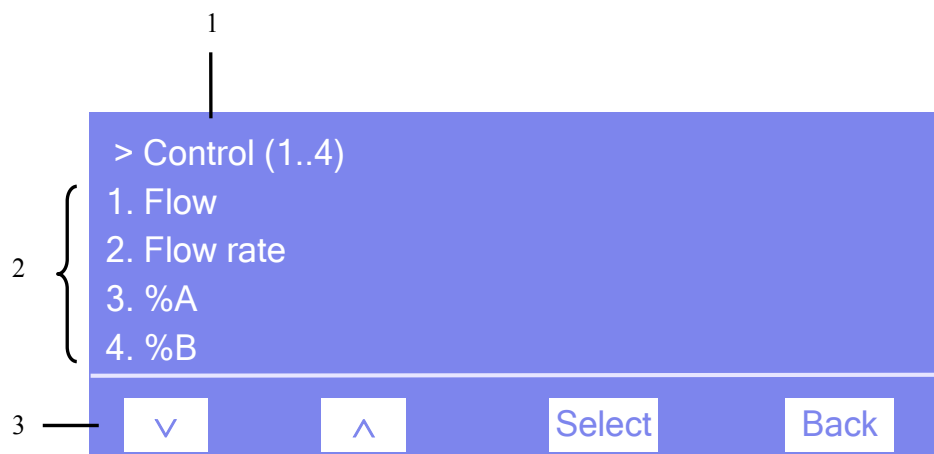 1
> Control (1..4)
1. Flow
2. Flow rate
3. %A
4. %B
2
3
∨ ∧ Select Back